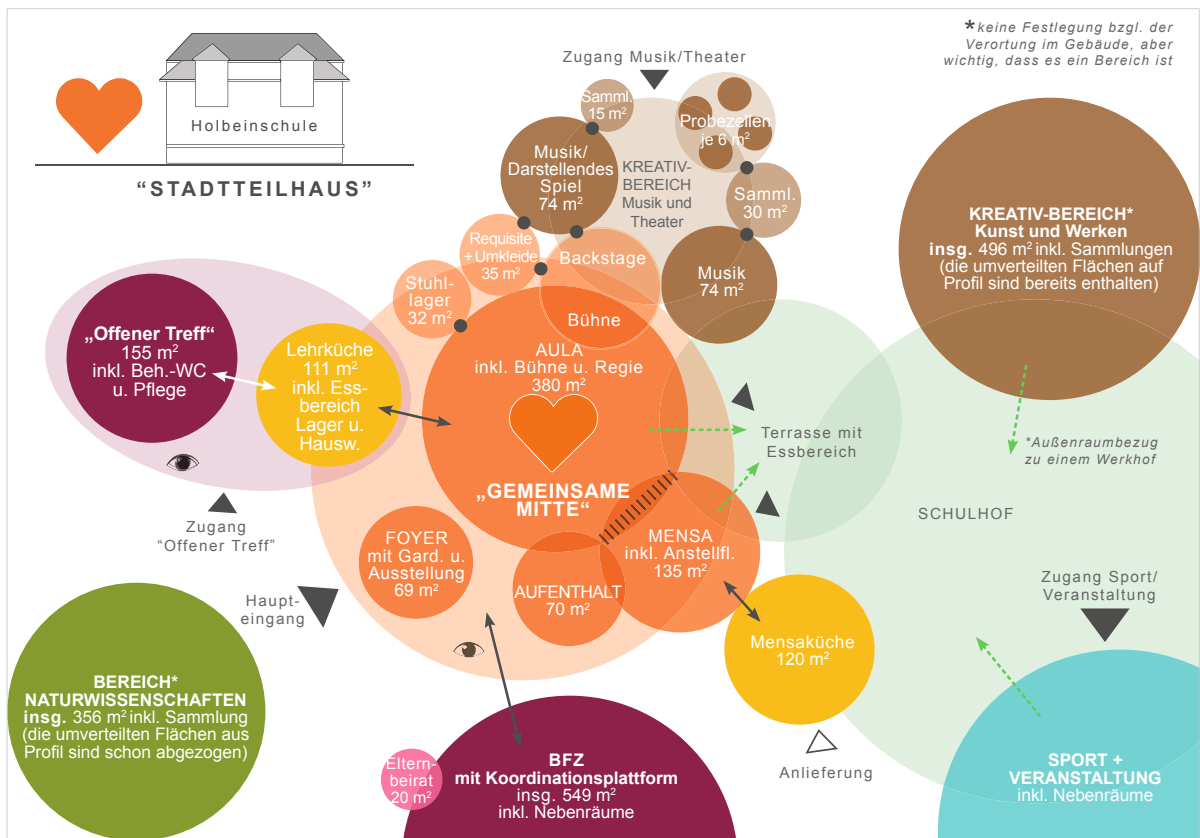 Holbeinschule
"STADTTEILHAUS"
*keine Festlegung bzgl. der
Verortung im Gebäude, aber
wichtig, dass es ein Bereich ist
Zugang Musik/Theater
Samml.
15 m²
Probezellen
je 6 m²
Musik/
Darstellendes
Spiel
74 m²
KREATIV-
BEREICH
Musik und
Theater
Samml.
30 m²
Requisite
+ Umkleide
35 m²
Backstage
Musik
74 m²
Stuhl-
lager
32 m²
Bühne
KREATIV-BEREICH*
Kunst und Werken
insg. 496 m² inkl. Sammlungen
(die umverteilten Flächen auf
Profil sind bereits enthalten)
„Offener Treff“
155 m²
inkl. Beh.-WC
u. Pflege
Lehrküche
111 m²
inkl. Ess-
bereich
Lager u.
Hausw.
AULA
inkl. Bühne u. Regie
380 m²
„GEMEINSAME
MITTE“
Terrasse mit
Essbereich
*Außenraumbezug
zu einem Werkhof
SCHULHOF
Zugang
"Offener Treff"
FOYER
mit Gard. u.
Ausstellung
69 m²
AUFENTHALT
70 m²
MENSA
inkl. Anstellfl.
135 m²
Haupt-
eingang
Zugang Sport/
Veranstaltung
Mensaküche
120 m²
BEREICH*
NATURWISSENSCHAFTEN
insg. 356 m² inkl. Sammlung
(die umverteilten Flächen aus
Profil sind schon abgezogen)
Eltern-
beirat
20 m²
BFZ
mit Koordinationsplattform
insg. 549 m²
inkl. Nebenräume
Anlieferung
SPORT +
VERANSTALTUNG
inkl. Nebenräume